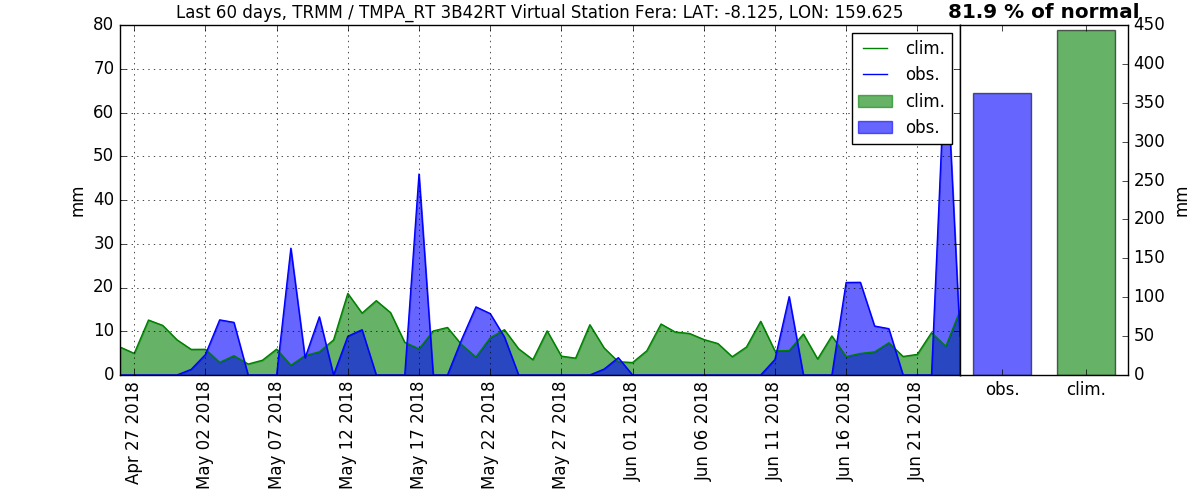 Last 60 days, TRMM / TMPA_RT 3B42RT Virtual Station Fera: LAT: -8.125, LON: 159.625
81.9 % of normal
80
70
60
50
40
30
20
10
0
mm
clim.
obs.
clim.
obs.
450
400
350
300
250
200
150
100
50
0
mm
Apr 27 2018
May 02 2018
May 07 2018
May 12 2018
May 17 2018
May 22 2018
May 27 2018
Jun 01 2018
Jun 06 2018
Jun 11 2018
Jun 16 2018
Jun 21 2018
obs.
clim.